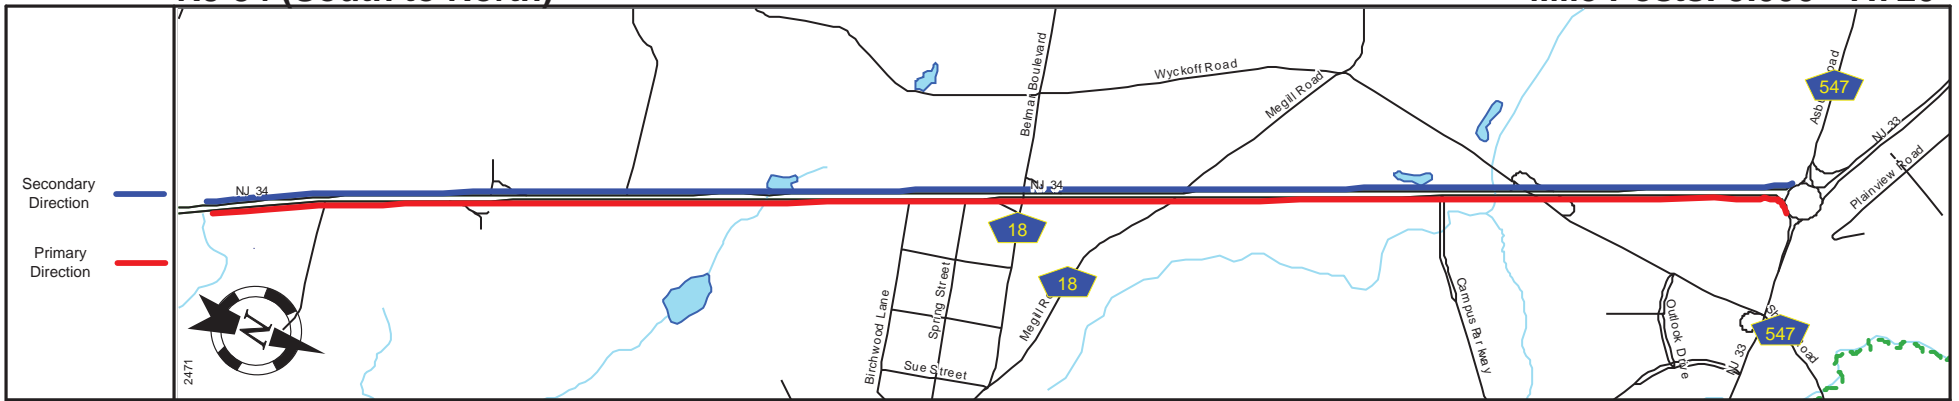 Secondary
Direction
Primary
Direction
NJ 34
NJ 34
Belmar Boulevard
Wyckoff Road
Megill Road
547
NJ 33
Plainview Road
18
18
Birchwood Lane
Spring Street
Sue Street
Campus Parkway
Outlook Drive
547
NJ 33
N
2471